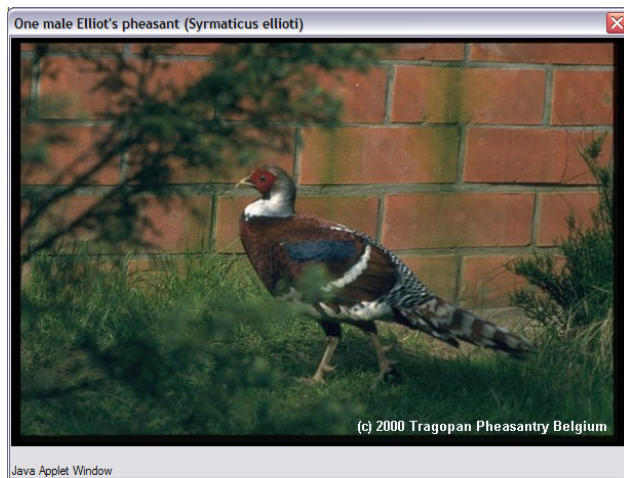 One male Elliot's pheasant (Syrmaticus ellioti)
(c) 2000 Tragopan Pheasantry Belgium
Java Applet Window